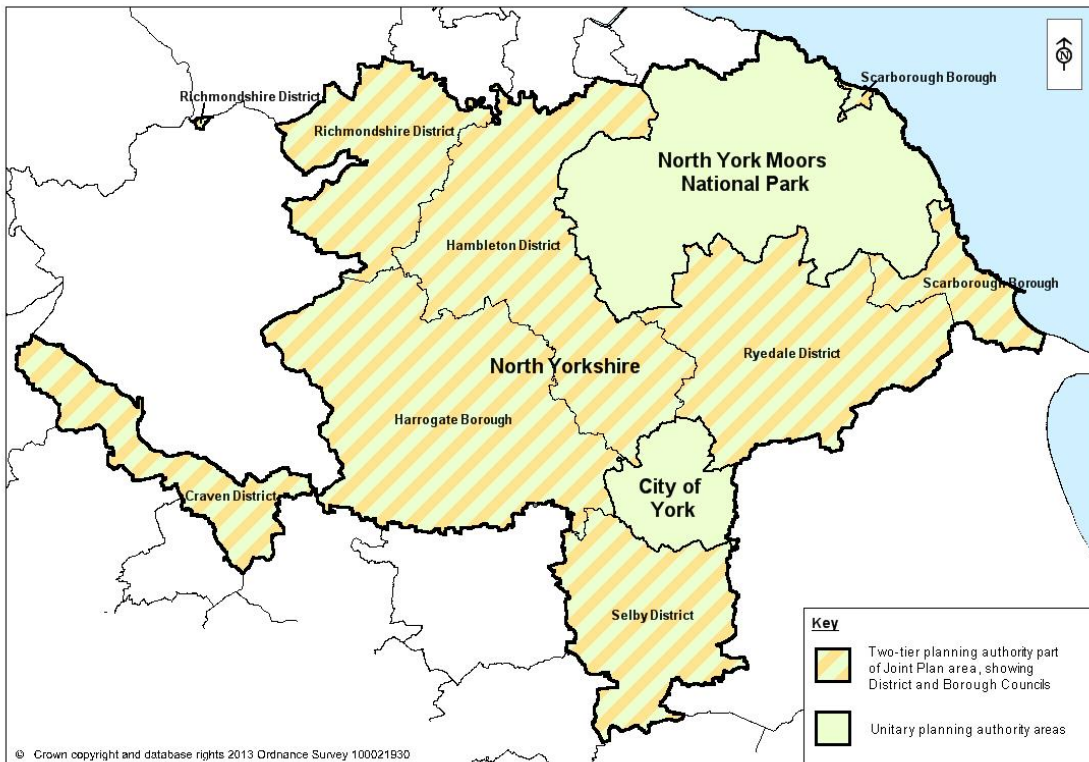 N
Scarborough Borough
Richmondshire District
Richmondshire District
North York Moors
National Park
Hambleton District
Scarborough Borough
North Yorkshire
Ryedale District
Harrogate Borough
Craven District
City of
York
Selby District
Key
Two-tier planning authority part
of Joint Plan area, showing
District and Borough Councils
Unitary planning authority areas
© Crown copyright and database rights 2013 Ordnance Survey 100021930